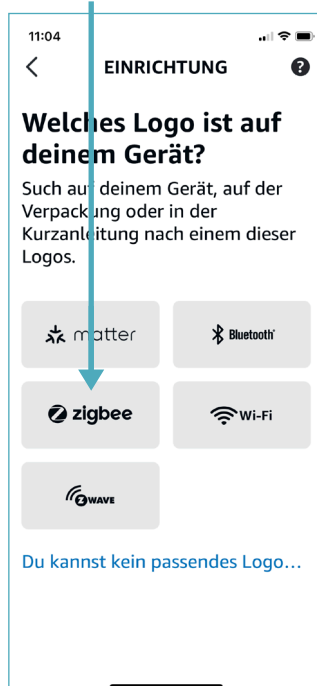 11:04
EINRICHTUNG ?
Welches Logo ist auf
deinem Gerät?
Such auf deinem Gerät, auf der
Verpackung oder in der
Kurzanleitung nach einem dieser
Logos.
matter Bluetooth
zigbee Wi-Fi
Z WAVE
Du kannst kein passendes Logo…